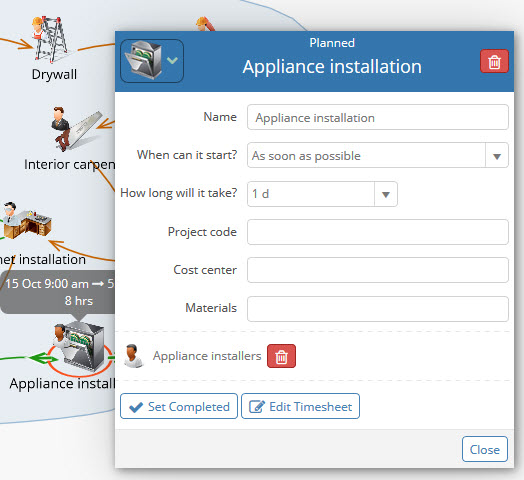 Drywall
Interior carpen
net installation
15 Oct 9:00 am → 5
8 hrs
Appliance install
Planned
Appliance installation
Name
Appliance installation
When can it start?
As soon as possible
How long will it take?
1 d
Project code
Cost center
Materials
Appliance installers
Set Completed
Edit Timesheet
Close